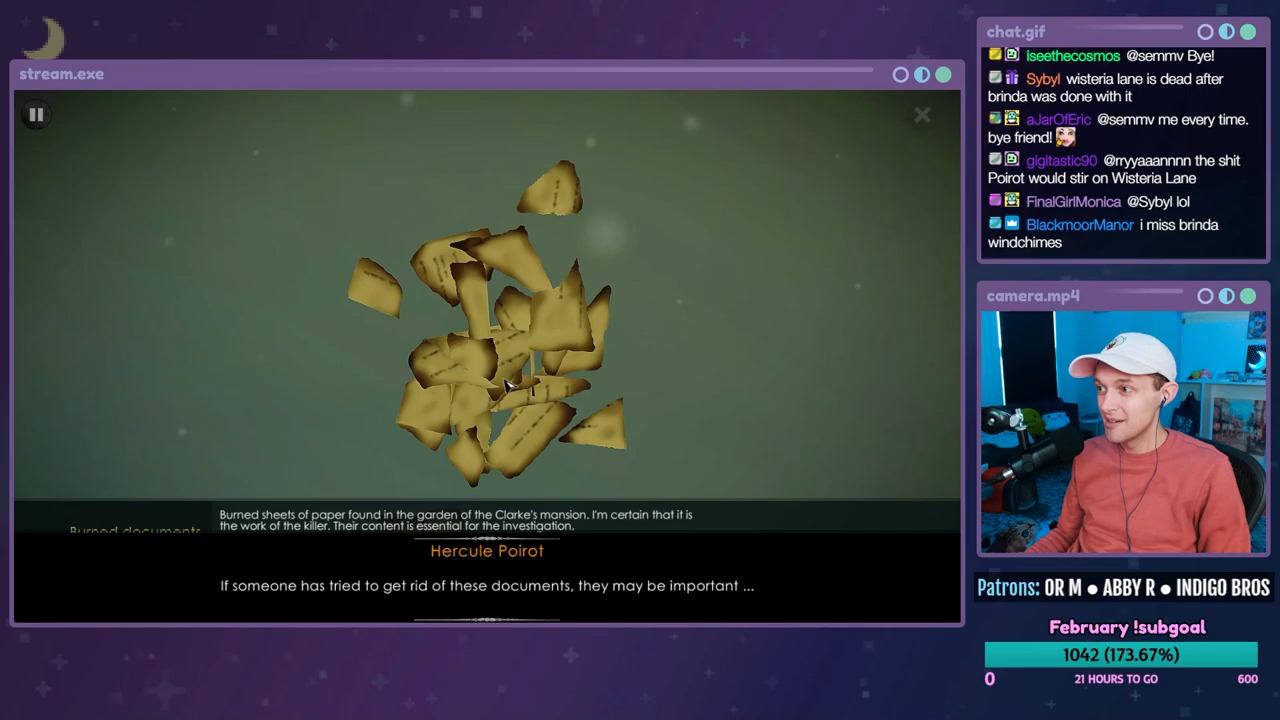 stream.exe
Burned documents
Burned sheets of paper found in the garden of the Clarke's mansion. I'm certain that it is
the work of the killer. Their content is essential for the investigation.
Hercule Poirot
If someone has tried to get rid of these documents, they may be important ...
chat.gif
iseethecosmos @semmv Bye!
Sybyl wisteria lane is dead after
brinda was done with it
aJarOfEric @semmv me every time.
bye friend!
gigitastic90 @rryyaaannnn the shit
Poirot would stir on Wisteria Lane
FinalGirlMonica @Sybyl lol
BlackmoorManor i miss brinda
windchimes
camera.mp4
Patrons: OR M ● ABBY R ● INDIGO BROS
February !subgoal
1042 (173.67%)
0 21 HOURS TO GO 600